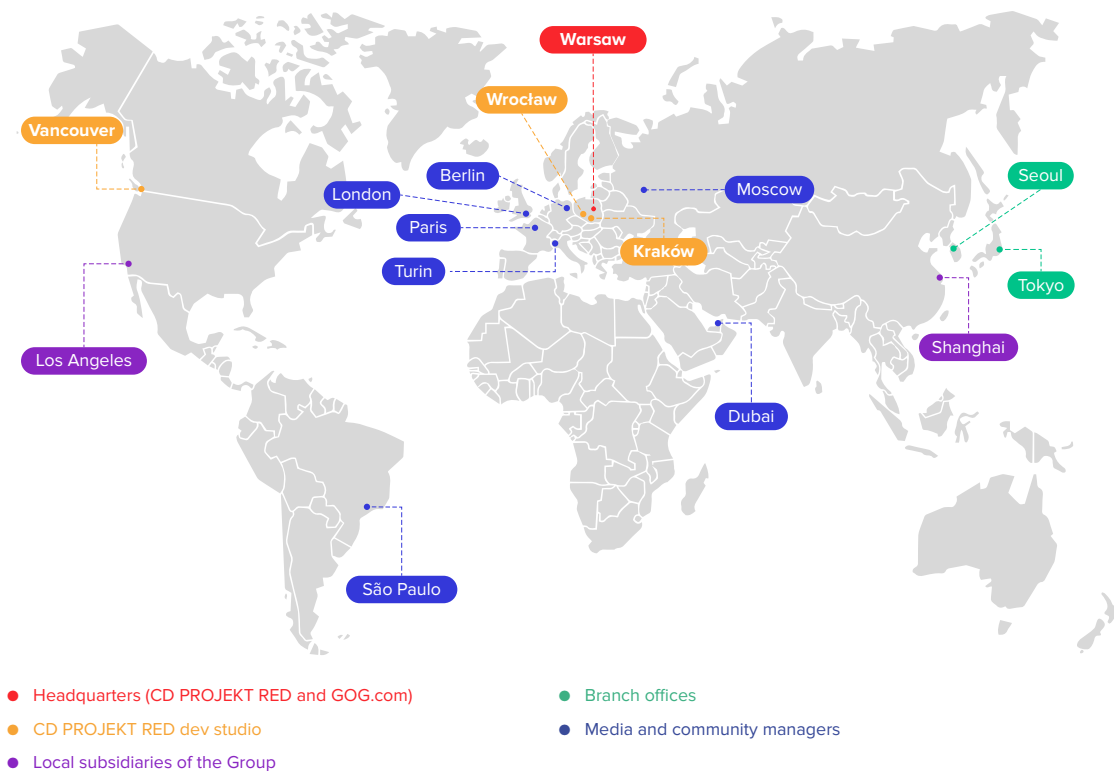 Warsaw
Wrocław
Vancouver
Berlin
London
Paris
Turin
Moscow
Seoul
Kraków
Tokyo
Los Angeles
Shanghai
Dubai
São Paulo
Headquarters (CD PROJEKT RED and GOG.com)
CD PROJEKT RED dev studio
Local subsidiaries of the Group
Branch offices
Media and community managers